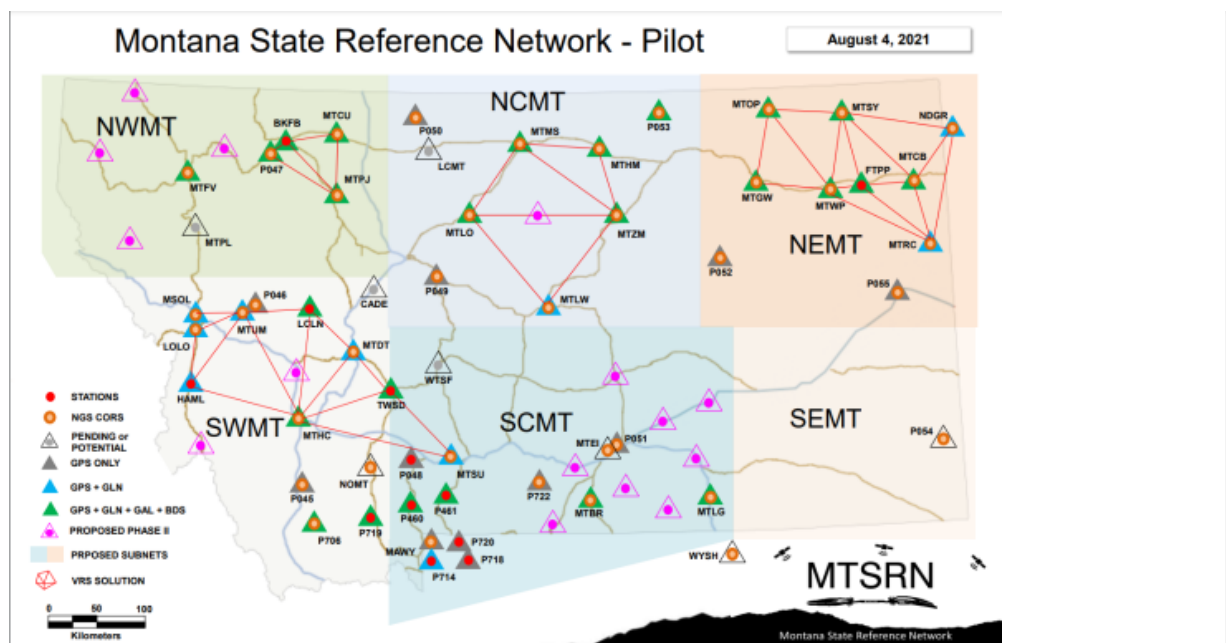 Montana State Reference Network - Pilot
August 4, 2021
NWMT
NCMT
NEMT
SWMT
SCMT
SEMT
BKFB
MTCU
P047
MTFV
MTPJ
MTPL
P050
LCMT
MTMS
P053
MTHM
MTLO
MTZM
P049
MTLW
CADE
MTOP
MTSY
NDGR
MTCB
FTPP
MTGW
MTWP
MTRC
P052
P055
MSOL
P046
MTUM
LCLN
LOLO
MTDT
HAML
TWSD
MTHC
WTSF
MTSU
P048
NOMT
P045
P461
P460
P706
P719
MAWY
P720
P718
P714
MTEI
P051
P722
MTBR
MTLG
P054
WYSH
STATIONS
NGS CORS
PENDING or
POTENTIAL
GPS ONLY
GPS + GLN
GPS + GLN + GAL + BDS
PROPOSED PHASE II
PRPOSED SUBNETS
VRS SOLUTION
0 50 100
Kilometers
MTSRN
Montana State Reference Network